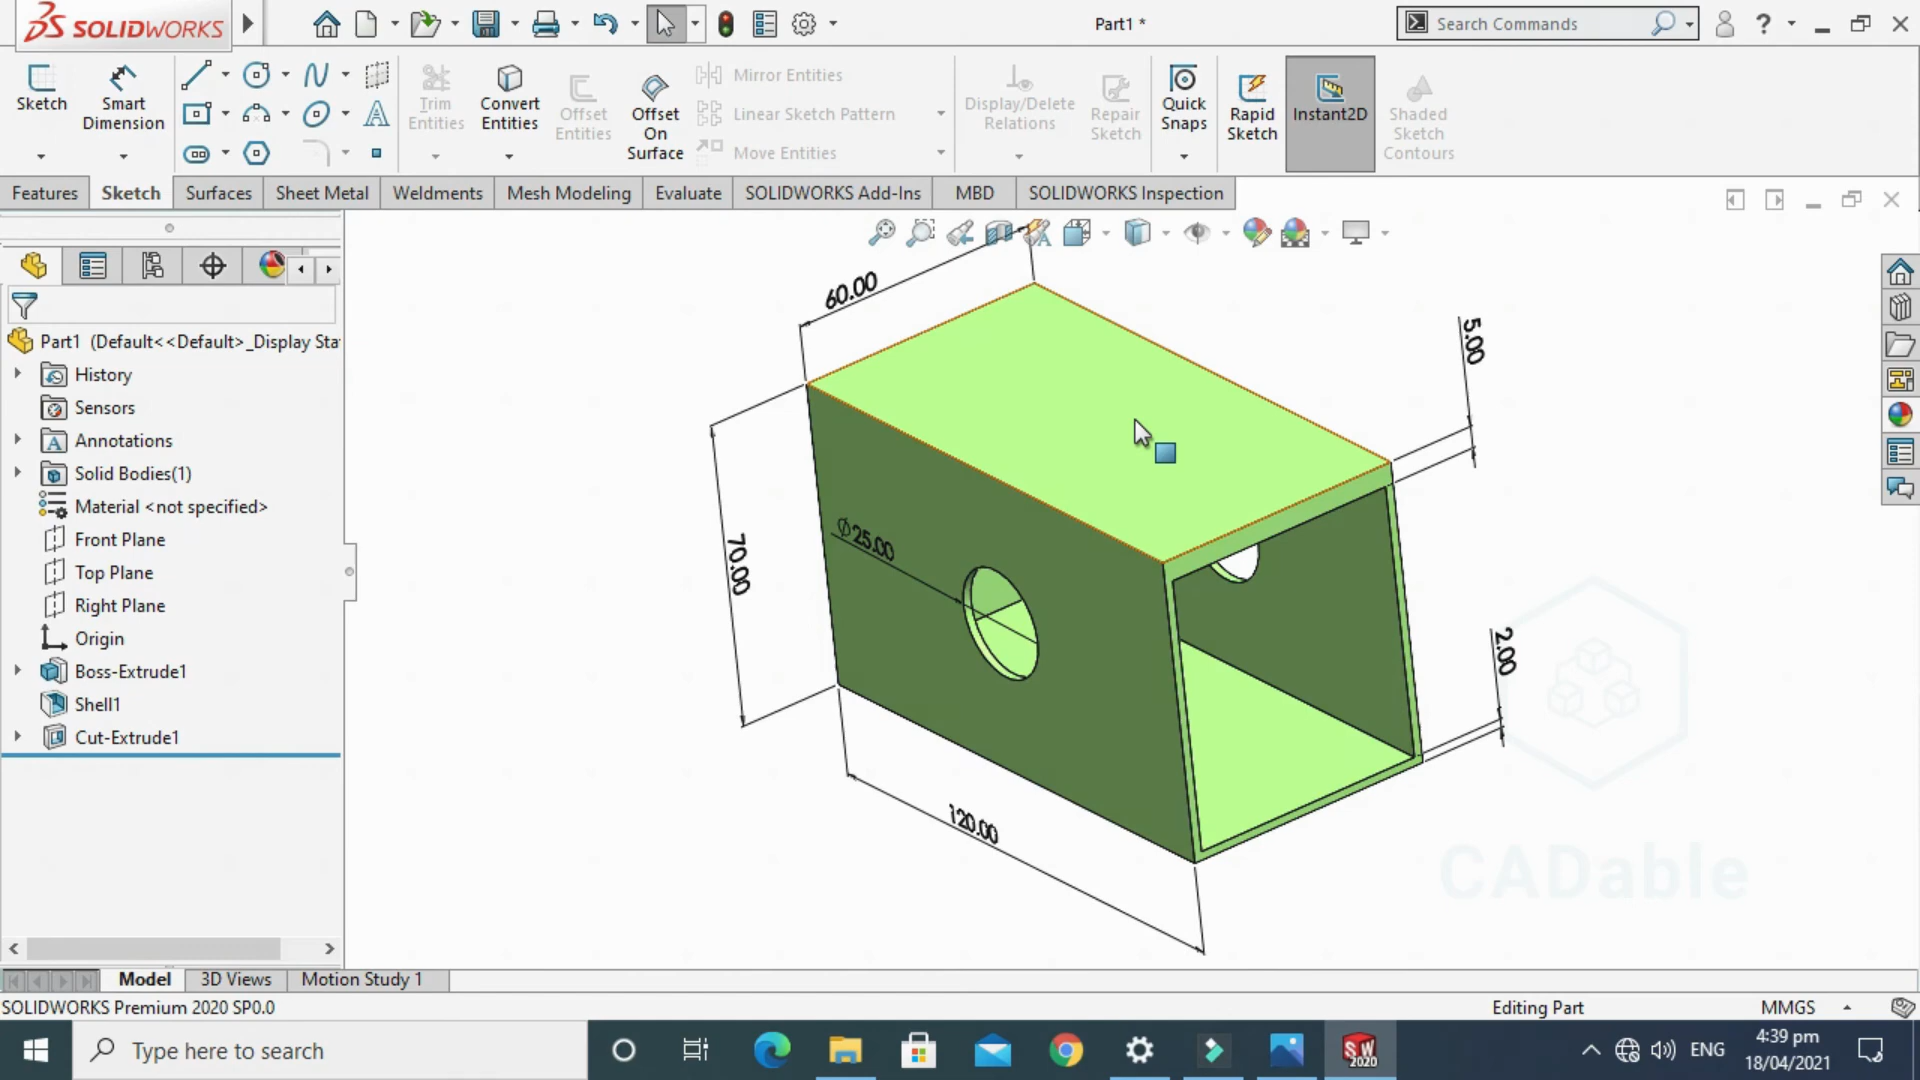 SOLIDWORKS
Part1 *
Search Commands
Sketch
Smart
Dimension
Trim
Entities
Convert
Entities
Offset
Entities
Offset
On
Surface
Mirror Entities
Linear Sketch Pattern
Move Entities
Display/Delete
Relations
Repair
Sketch
Quick
Snaps
Rapid
Sketch
Instant2D
Shaded
Sketch
Contours
Features
Sketch
Surfaces
Sheet Metal
Weldments
Mesh Modeling
Evaluate
SOLIDWORKS Add-Ins
MBD
SOLIDWORKS Inspection
Part1 (Default<<Default>_Display Sta
History
Sensors
Annotations
Solid Bodies(1)
Material <not specified>
Front Plane
Top Plane
Right Plane
Origin
Boss-Extrude1
Shell1
Cut-Extrude1
60.00
5.00
70.00
Ø25.00
2.00
120.00
CADable
Model
3D Views
Motion Study 1
SOLIDWORKS Premium 2020 SP0.0
Editing Part
MMGS
Type here to search
SW
2020
ENG
4:39 pm
18/04/2021